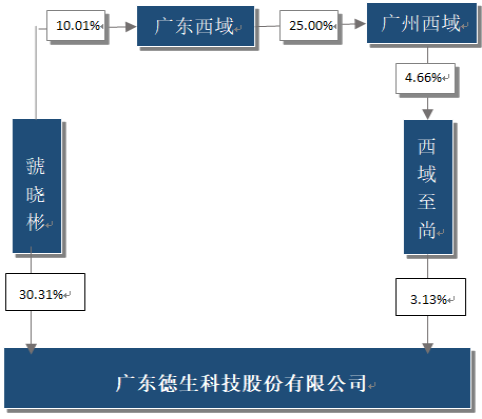 10.01%
广东西域
25.00%
广州西域
4.66%
虢晓彬
西域至尚
30.31%
3.13%
广东德生科技股份有限公司